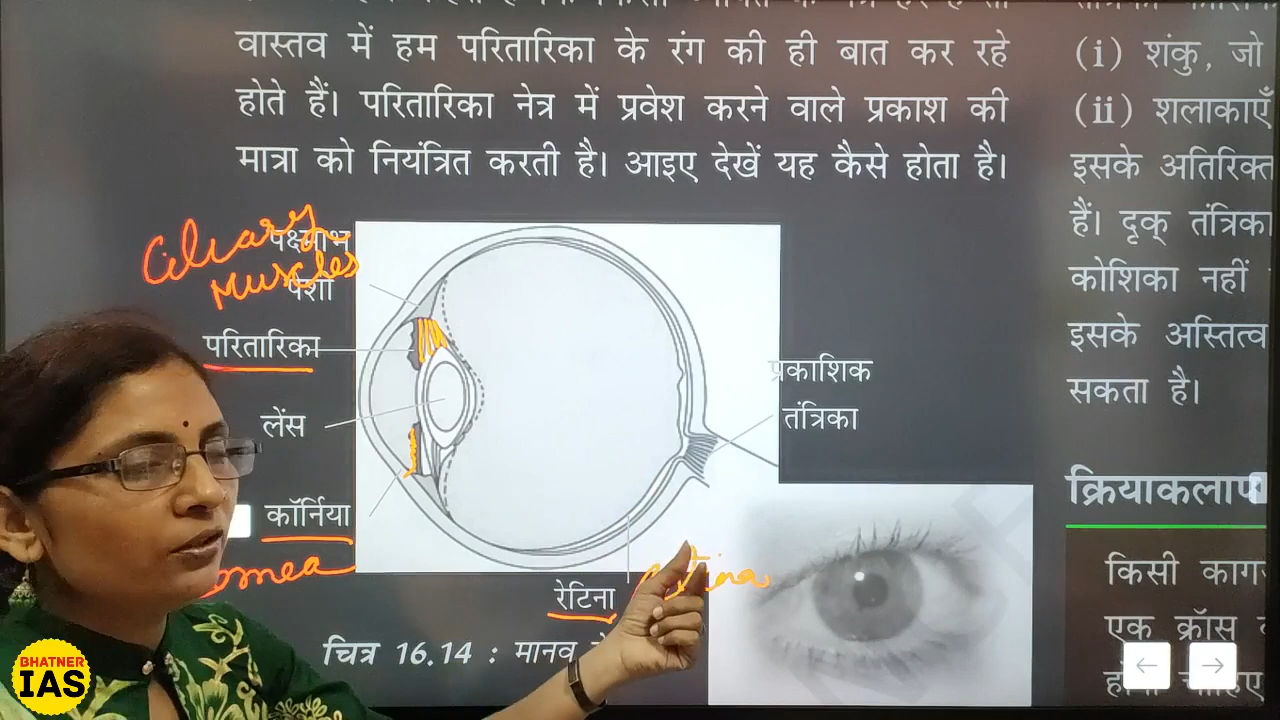 वास्तव में हम परितारिका के रंग की ही बात कर रहे
होते हैं। परितारिका नेत्र में प्रवेश करने वाले प्रकाश की
मात्रा को नियंत्रित करती है। आइए देखें यह कैसे होता है।
पक्ष्माभ
पेशी
Muscles
परितारिका
लेंस
कॉर्निया
रेटिना
प्रकाशिक
तंत्रिका
चित्र 16.14 : मानव
(i) शंकु, जो
(ii) शलाकाएँ
इसके अतिरिक्त
हैं। दृक् तंत्रिका
कोशिका नहीं
इसके अस्तित्व
सकता है।
क्रियाकलाप
किसी काग
एक क्रॉस
BHATNER
IAS